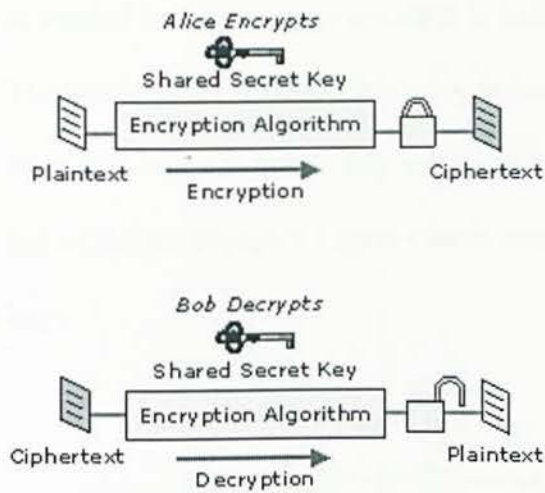 Alice Encrypts
Shared Secret Key
Encryption Algorithm
Plaintext
Ciphertext
Encryption
Bob Decrypts
Shared Secret Key
Encryption Algorithm
Ciphertext
Plaintext
Decryption